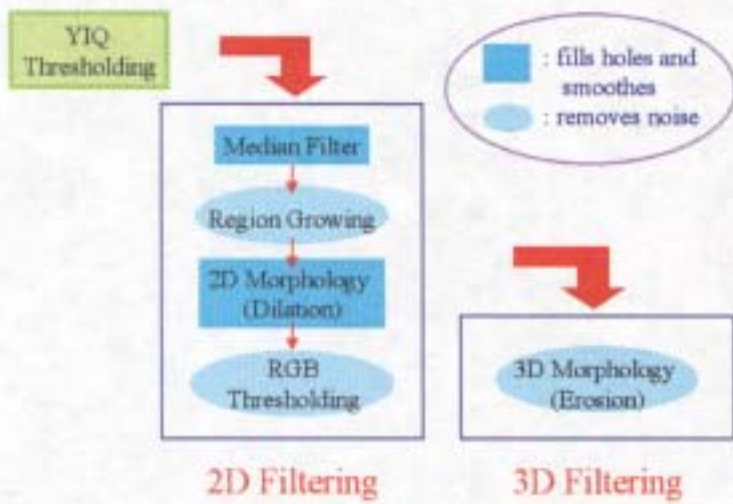 YIQ
Thresholding
: fills holes and
smoothes
: removes noise
Median Filter
Region Growing
2D Morphology
(Dilation)
RGB
Thresholding
3D Morphology
(Erosion)
2D Filtering
3D Filtering